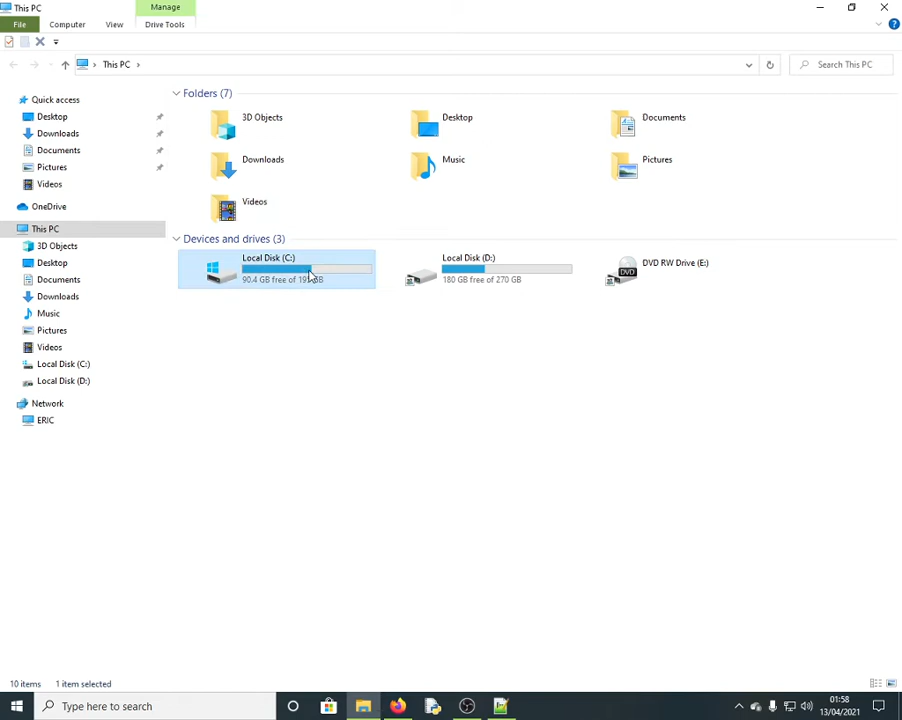 This PC
Manage
File
Computer
View
Drive Tools
This PC
Search This PC
Quick access
Desktop
Downloads
Documents
Pictures
Videos
OneDrive
This PC
3D Objects
Desktop
Documents
Downloads
Music
Pictures
Videos
Local Disk (C:)
Local Disk (D:)
Network
ERIC
Folders (7)
3D Objects
Desktop
Documents
Downloads
Music
Pictures
Videos
Devices and drives (3)
Local Disk (C:)
90.4 GB free of
Local Disk (D:)
180 GB free of 270 GB
DVD
DVD RW Drive (E:)
10 items
1 item selected
Type here to search
01:58
13/04/2021